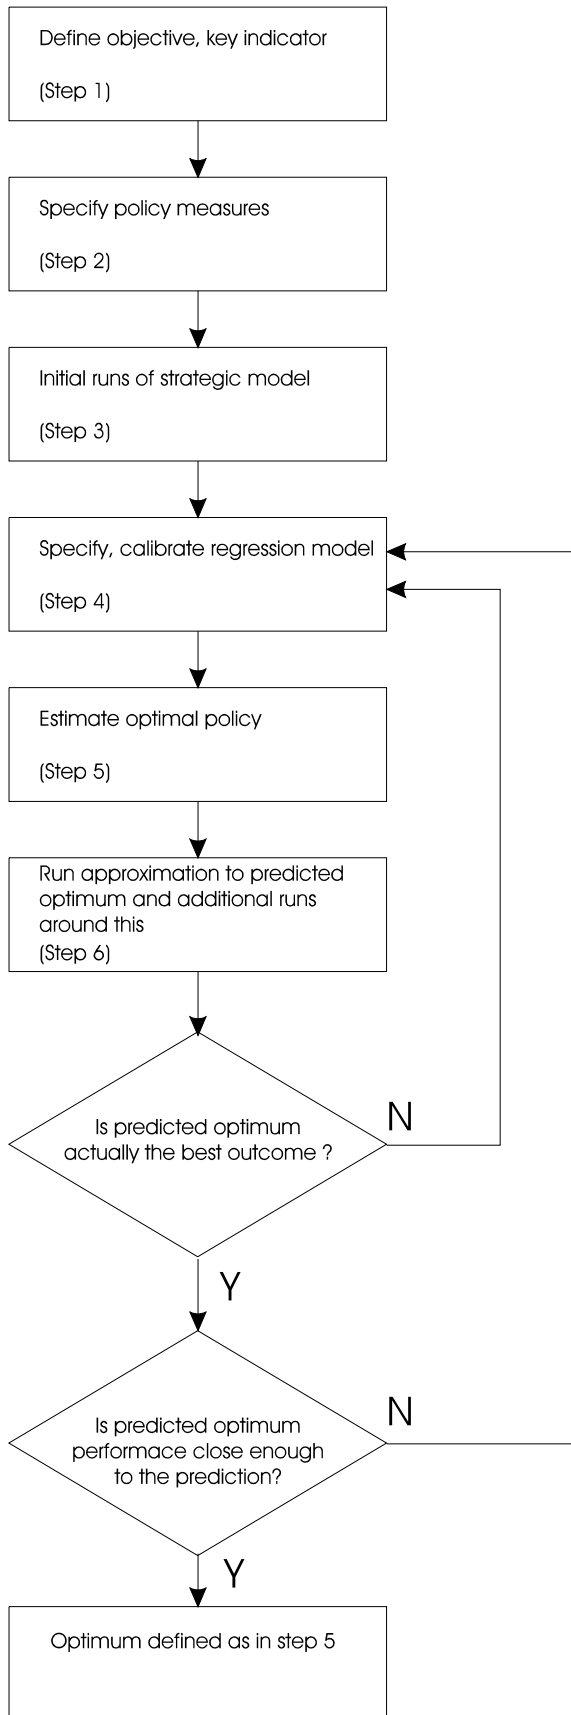 Define objective, key indicator
(Step 1)
Specify policy measures
(Step 2)
Initial runs of strategic model
(Step 3)
Specify, calibrate regression model
(Step 4)
Estimate optimal policy
(Step 5)
Run approximation to predicted
optimum and additional runs
around this
(Step 6)
Is predicted optimum
actually the best outcome ?
N
Y
Is predicted optimum
performace close enough
to the prediction?
N
Y
Optimum defined as in step 5